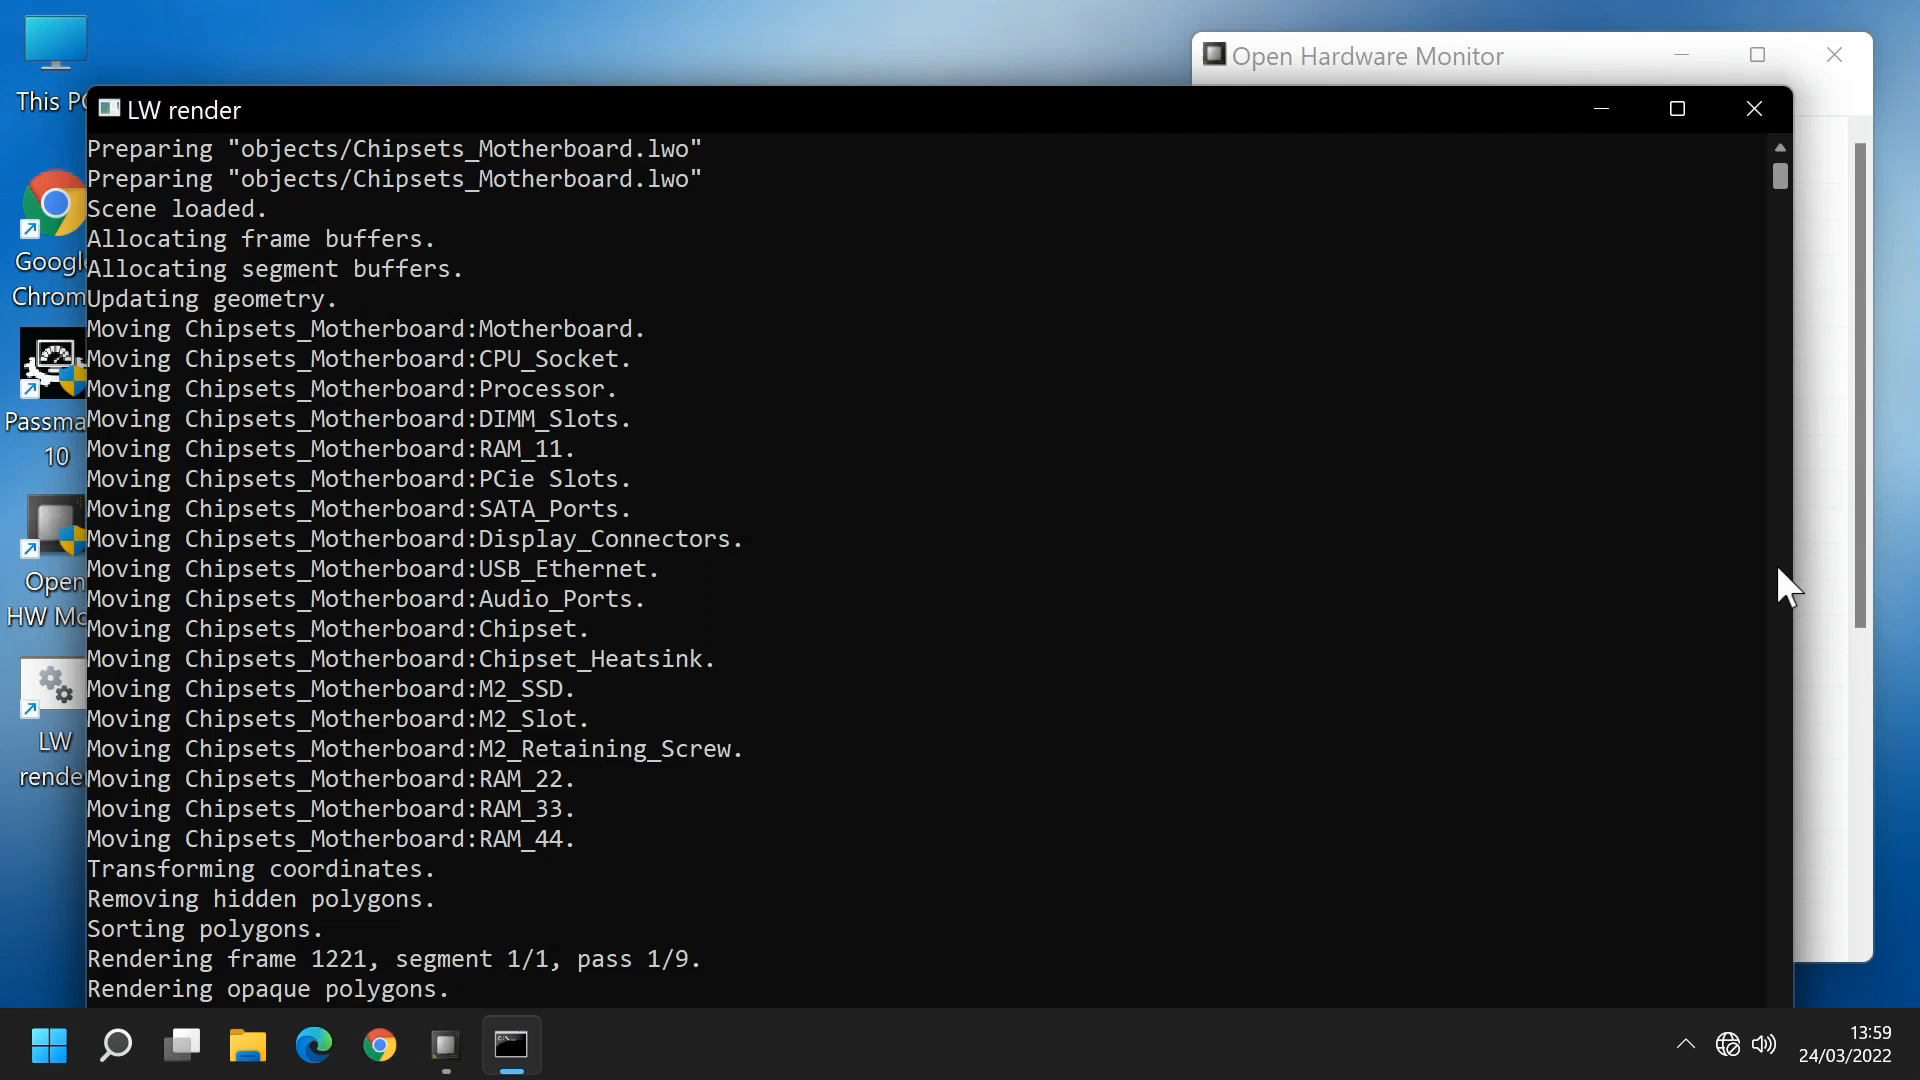 Open Hardware Monitor
This PC
LW render
Preparing "objects/Chipsets_Motherboard.lwo"
Preparing "objects/Chipsets_Motherboard.lwo"
Scene loaded.
Allocating frame buffers.
Allocating segment buffers.
Updating geometry.
Moving Chipsets_Motherboard:Motherboard.
Moving Chipsets_Motherboard:CPU_Socket.
Moving Chipsets_Motherboard:Processor.
Moving Chipsets_Motherboard:DIMM_Slots.
Moving Chipsets_Motherboard:RAM_11.
Moving Chipsets_Motherboard:PCie Slots.
Moving Chipsets_Motherboard:SATA_Ports.
Moving Chipsets_Motherboard:Display_Connectors.
Moving Chipsets_Motherboard:USB_Ethernet.
Moving Chipsets_Motherboard:Audio_Ports.
Moving Chipsets_Motherboard:Chipset.
Moving Chipsets_Motherboard:Chipset_Heatsink.
Moving Chipsets_Motherboard:M2_SSD.
Moving Chipsets_Motherboard:M2_Slot.
Moving Chipsets_Motherboard:M2_Retaining_Screw.
Moving Chipsets_Motherboard:RAM_22.
Moving Chipsets_Motherboard:RAM_33.
Moving Chipsets_Motherboard:RAM_44.
Transforming coordinates.
Removing hidden polygons.
Sorting polygons.
Rendering frame 1221, segment 1/1, pass 1/9.
Rendering opaque polygons.
Googl
Chrom
Passma
10
Open
HW Mo
LW
rende
13:59
24/03/2022